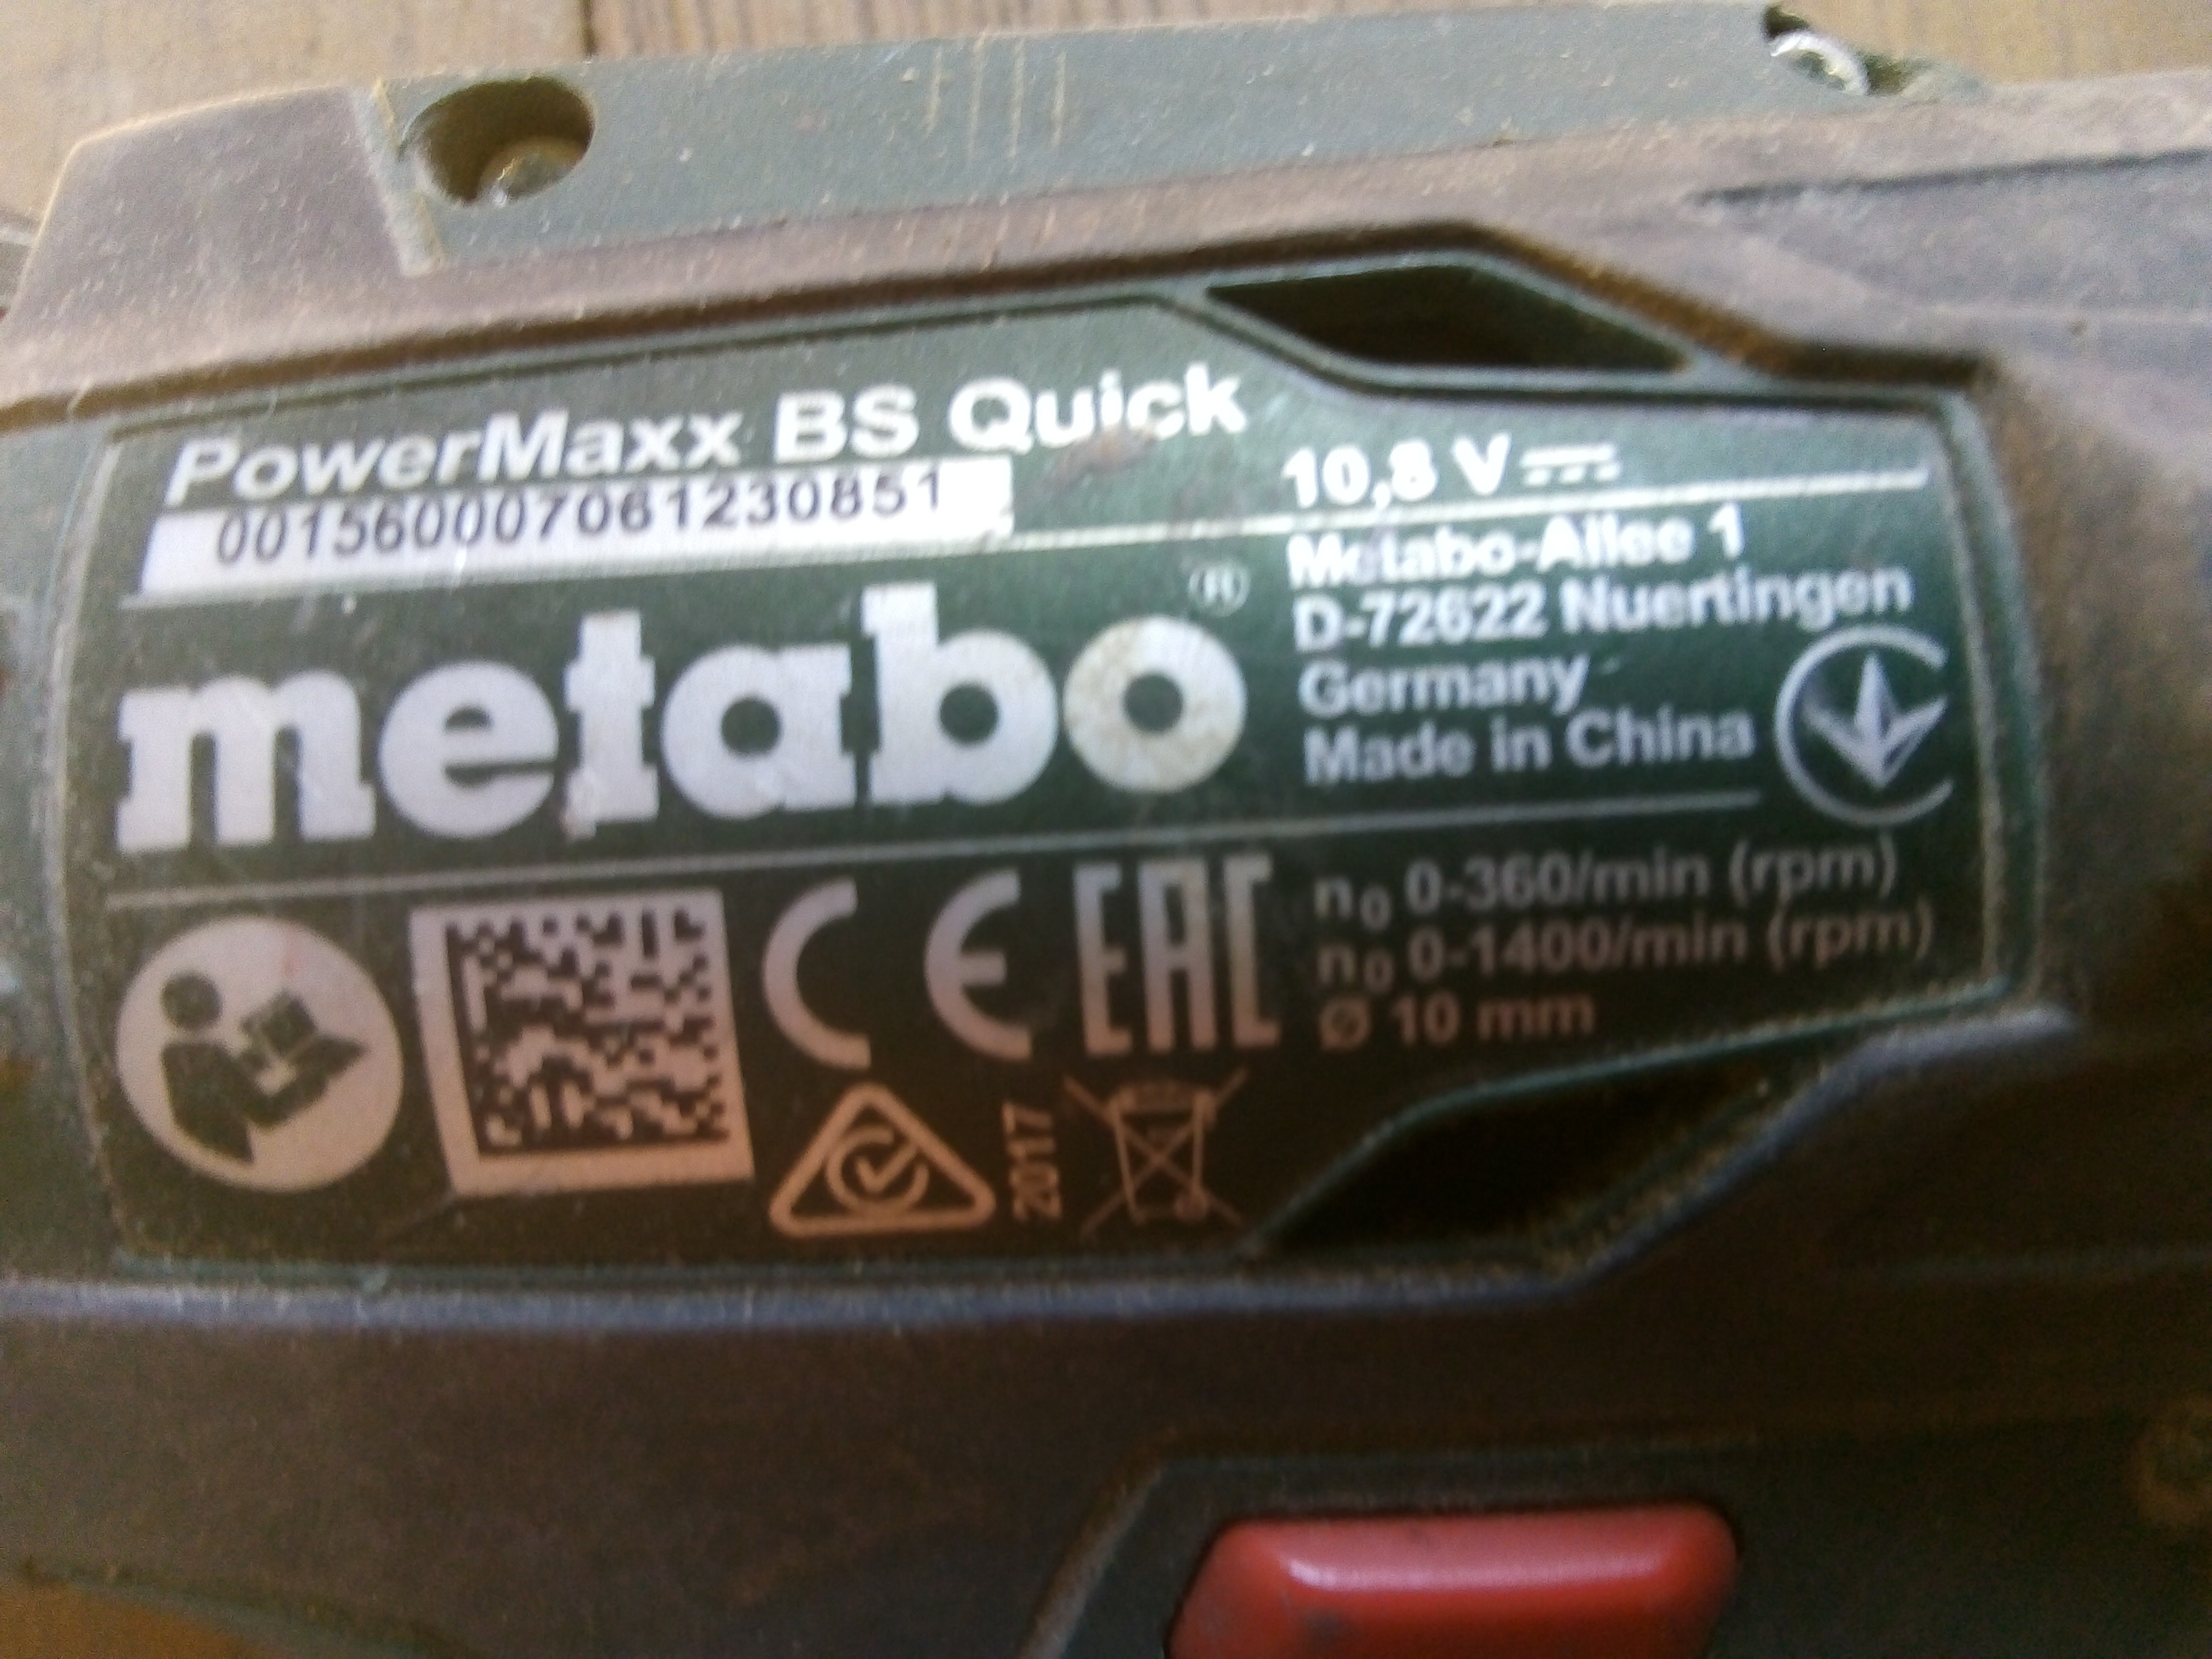 PowerMaxx BS Quick
001560007061230851
10,8 V
metabo®
Metabo-Allee 1
D-72622 Nuertingen
Germany
Made in China
CE EAC
n0 0-360/min (rpm)
n0 0-1400/min (rpm)
Ø 10 mm
2017